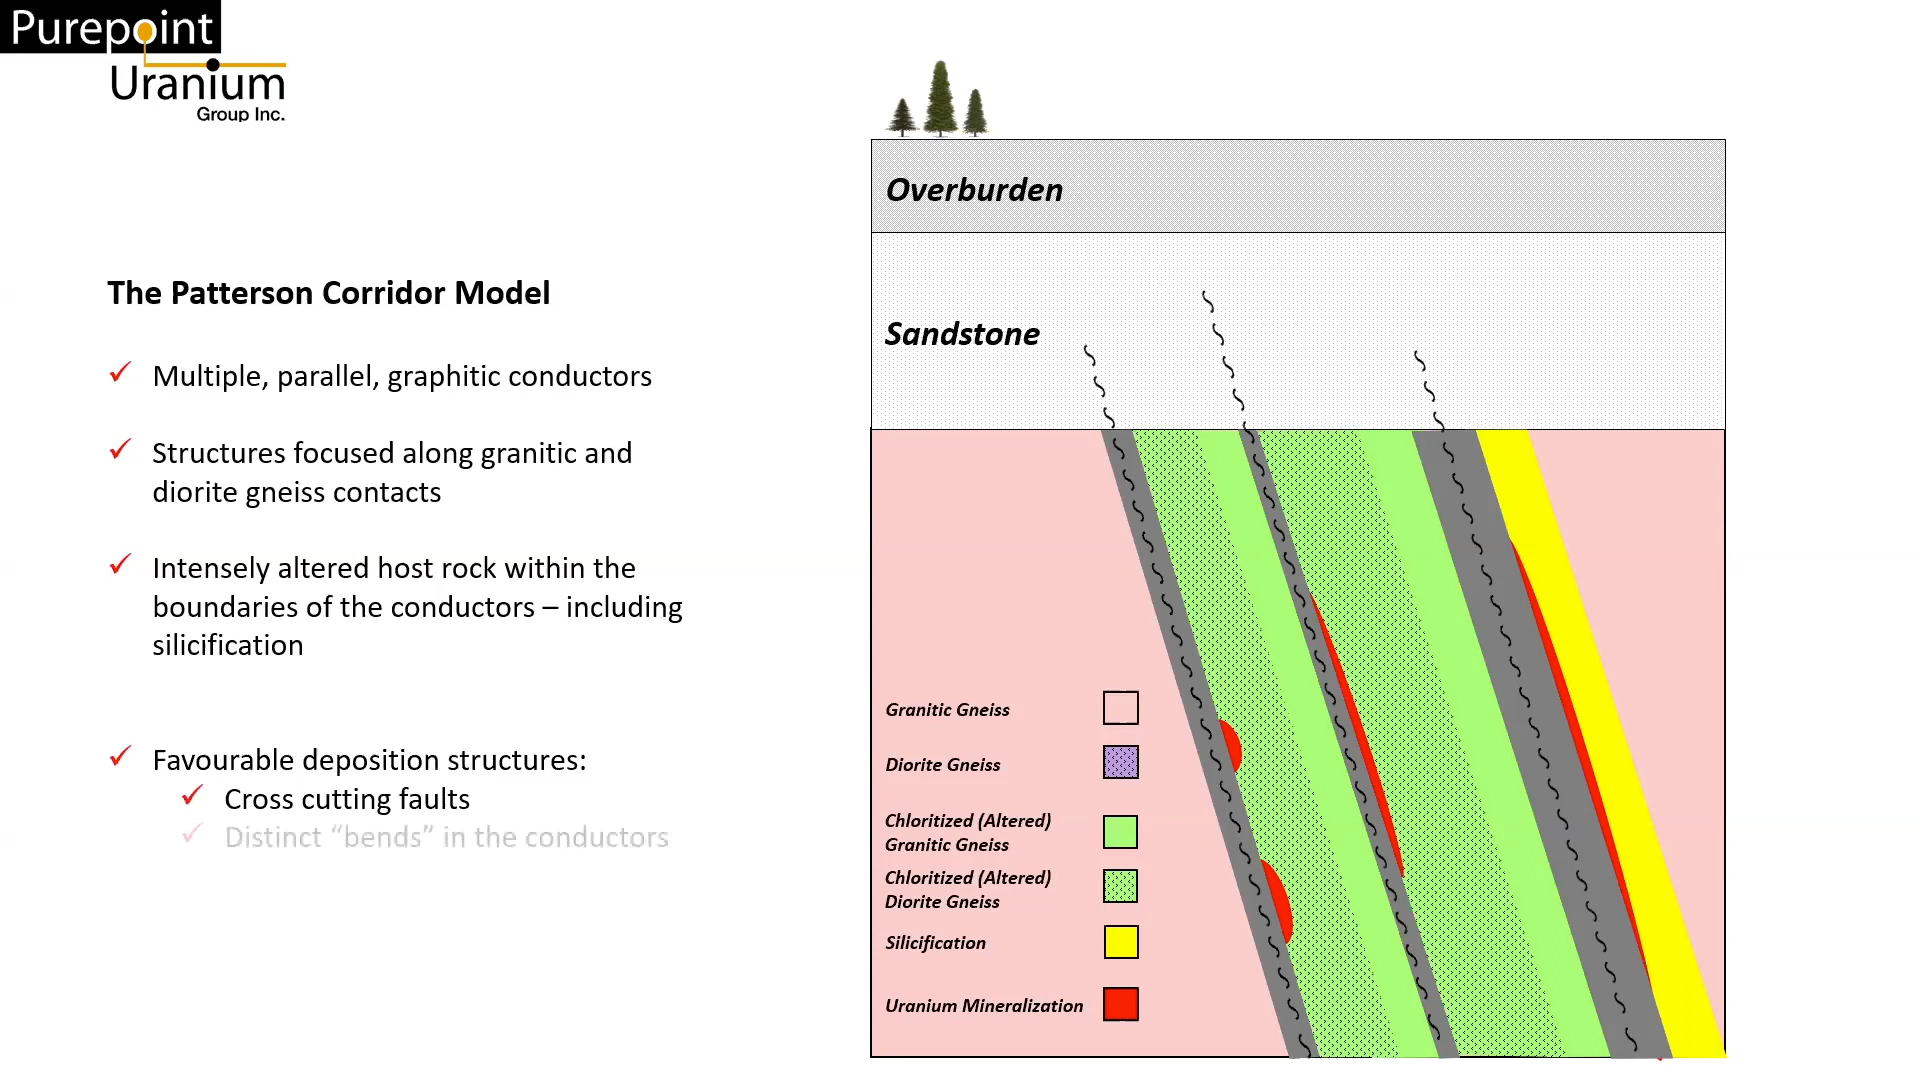 Purepoint
Uranium
Group Inc.
The Patterson Corridor Model
✓ Multiple, parallel, graphitic conductors
✓ Structures focused along granitic and
diorite gneiss contacts
✓ Intensely altered host rock within the
boundaries of the conductors – including
silicification
✓ Favourable deposition structures:
✓ Cross cutting faults
✓ Distinct “bends” in the conductors
Overburden
Sandstone
Granitic Gneiss
Diorite Gneiss
Chloritized (Altered)
Granitic Gneiss
Chloritized (Altered)
Diorite Gneiss
Silicification
Uranium Mineralization